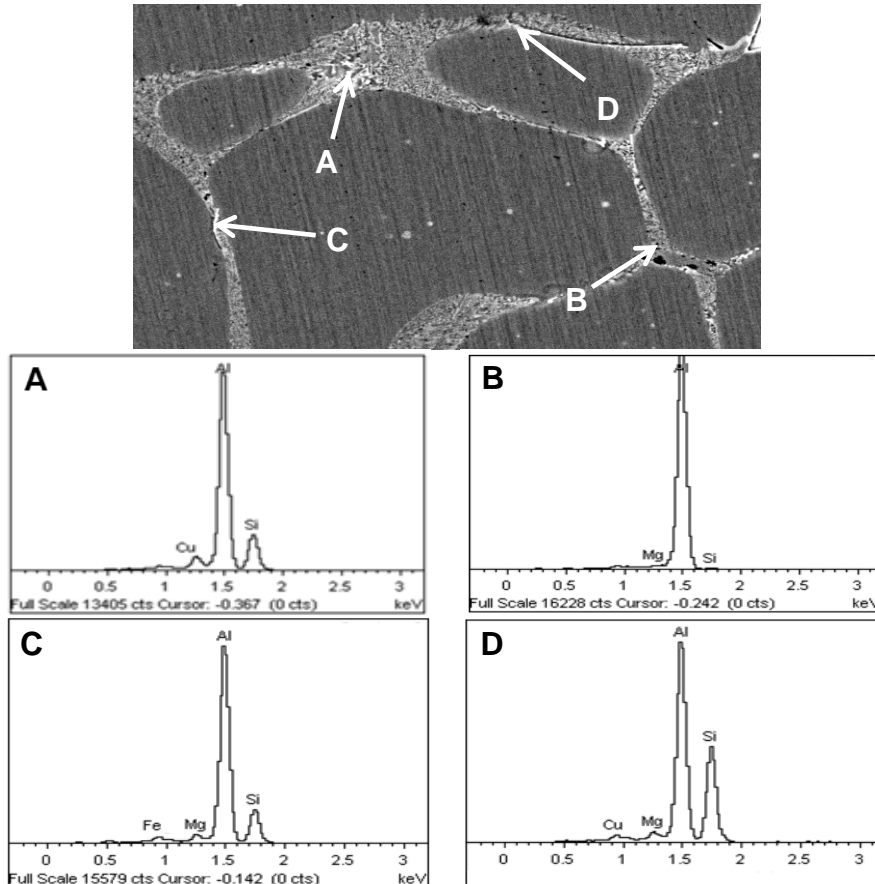 D
A
C
B
A
Al
Cu
Si
0 0.5 1 1.5 2 2.5 3
Full Scale 13405 cts Cursor: -0.367 (0 cts) keV
B
Al
Mg
Si
0 0.5 1 1.5 2 2.5 3
Full Scale 16228 cts Cursor: -0.242 (0 cts) keV
C
Al
Fe Mg
Si
0 0.5 1 1.5 2 2.5 3
Full Scale 15579 cts Cursor: -0.142 (0 cts) keV
D
Al
Si
Cu Mg
0 0.5 1 1.5 2 2.5 3